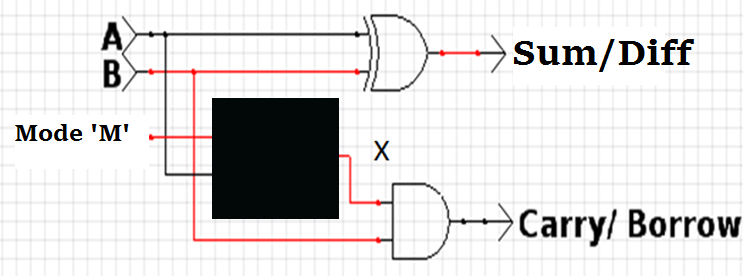 A
B
Sum/Diff
Mode 'M'
X
Carry/ Borrow